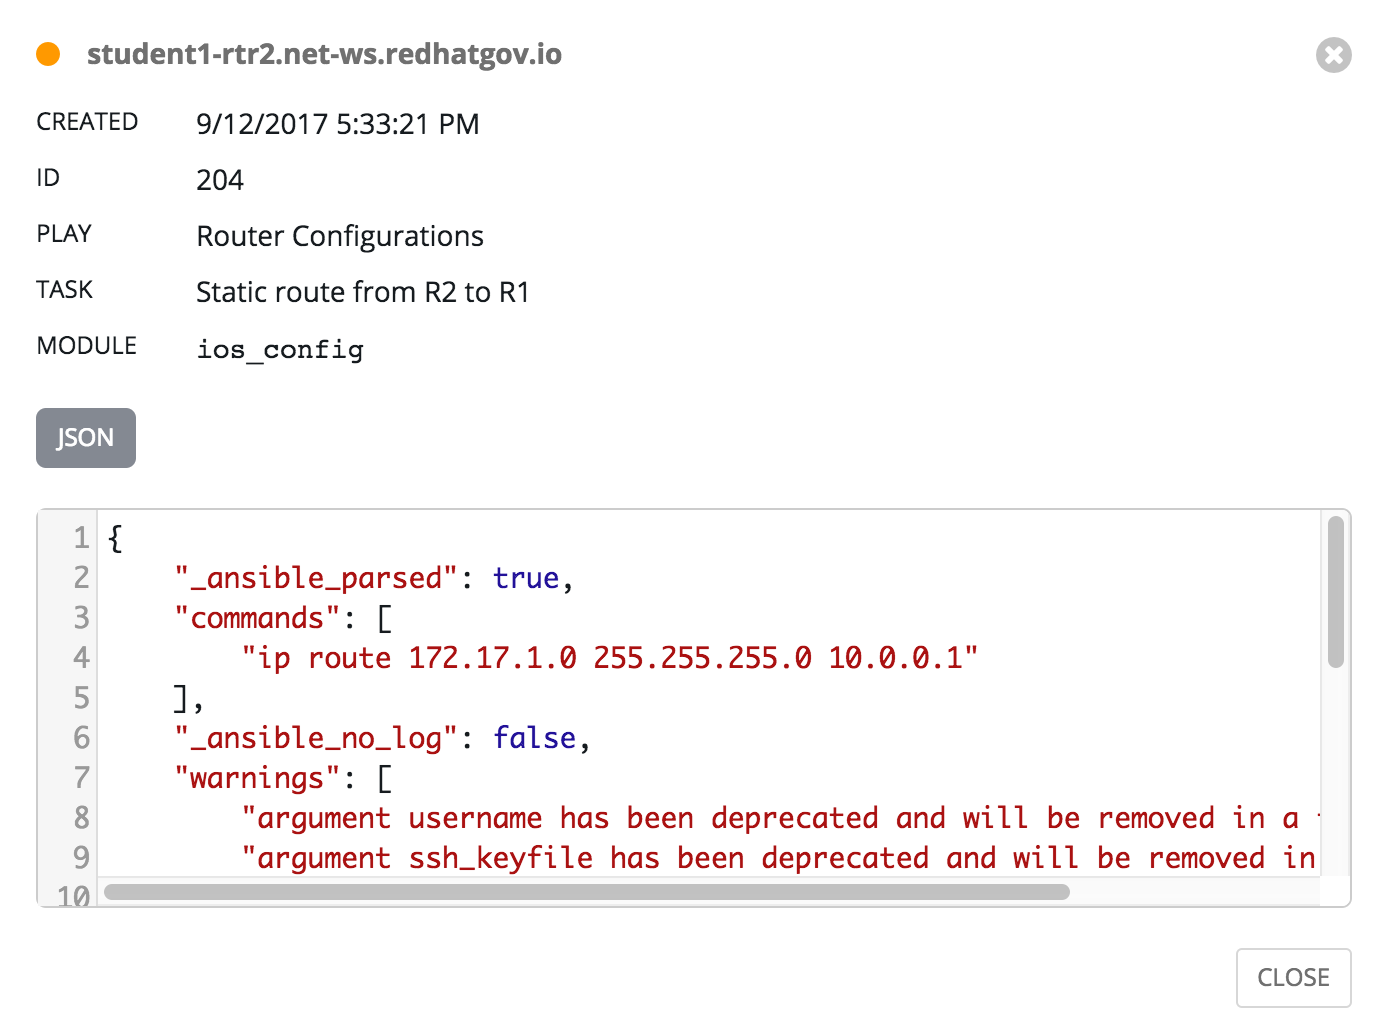 student1-rtr2.net-ws.redhatgov.io
CREATED 9/12/2017 5:33:21 PM
ID 204
PLAY Router Configurations
TASK Static route from R2 to R1
MODULE ios_config
JSON
1 {
2 "_ansible_parsed": true,
3 "commands": [
4 "ip route 172.17.1.0 255.255.255.0 10.0.0.1"
5 ],
6 "_ansible_no_log": false,
7 "warnings": [
8 "argument username has been deprecated and will be removed in a
9 "argument ssh_keyfile has been deprecated and will be removed in
10
CLOSE